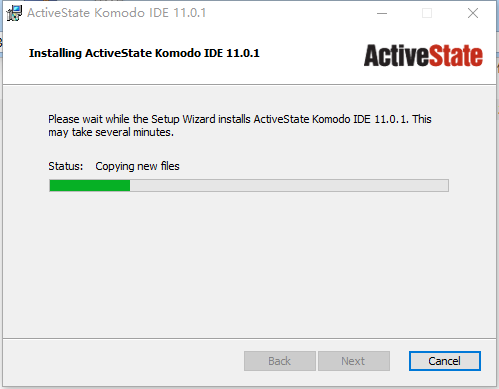 ActiveState Komodo IDE 11.0.1
Installing ActiveState Komodo IDE 11.0.1
ActiveState
Please wait while the Setup Wizard installs ActiveState Komodo IDE 11.0.1. This
may take several minutes.
Status: Copying new files
Back Next Cancel